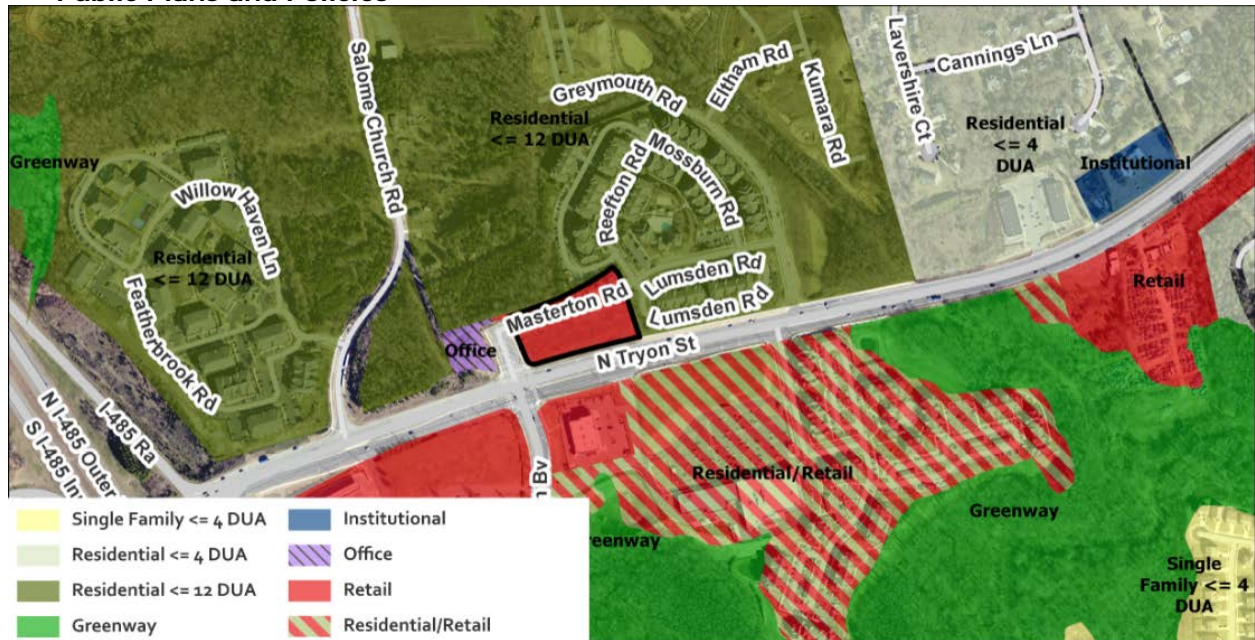 Public Plans and Policies
Salome Church Rd
Greymouth Rd
Eltham Rd
Kumara Rd
Lavershire Ct
Cannings Ln
Residential
<= 12 DUA
Residential
<= 4
DUA
Institutional
Greenway
Willow Haven Ln
Reefton Rd
Mossburn Rd
Residential
<= 12 DUA
Featherbrook Rd
Lumsden Rd
Masterton Rd
Lumsden Rd
Retail
Office
N Tryon St
I-485 Ra
N I-485 Outer
S I-485 In
Residential/Retail
n Bv
Greenway
reenway
Single
Family <= 4
DUA
Single Family <= 4 DUA
Institutional
Residential <= 4 DUA
Office
Residential <= 12 DUA
Retail
Greenway
Residential/Retail